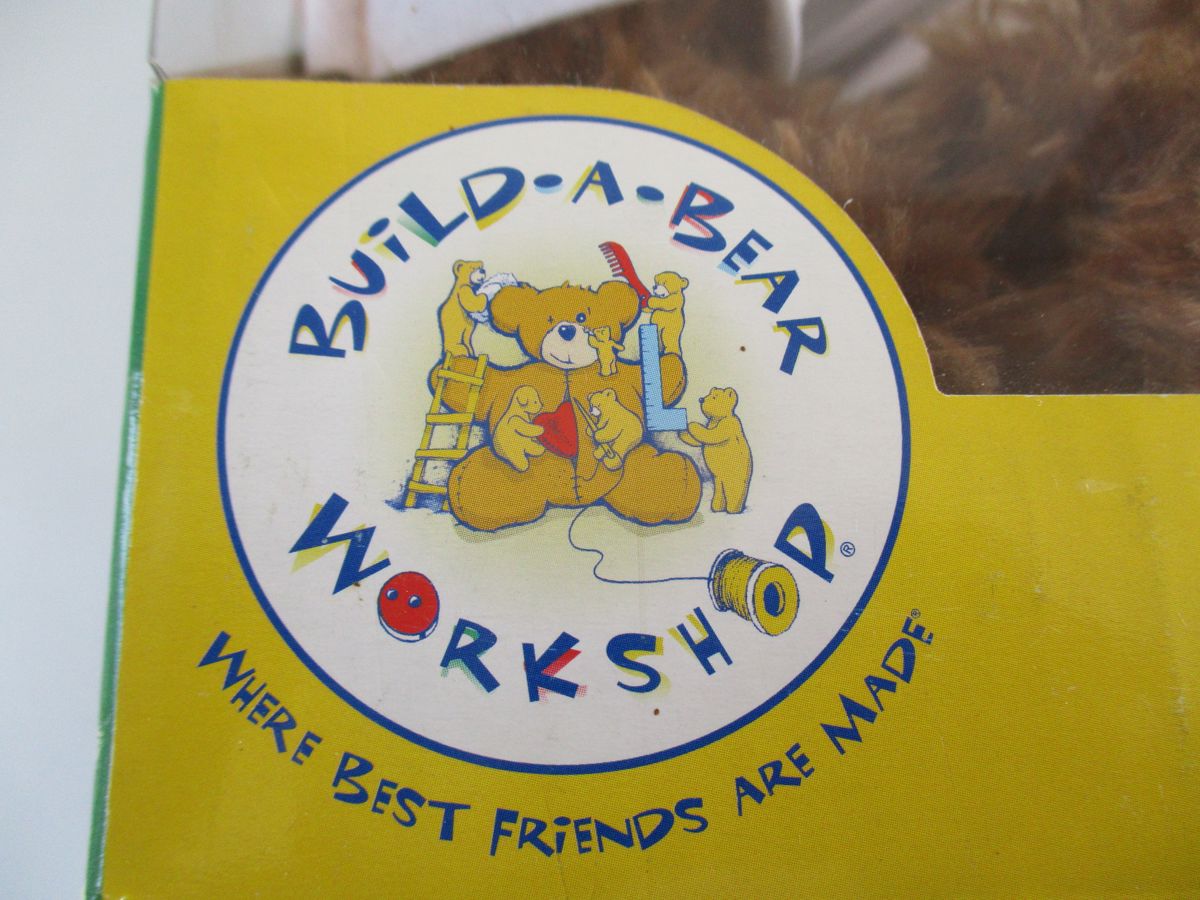 BUiLD-A-BEAR
WORKSHOP®
WHERE BEST FRiENDS ARE MADE®